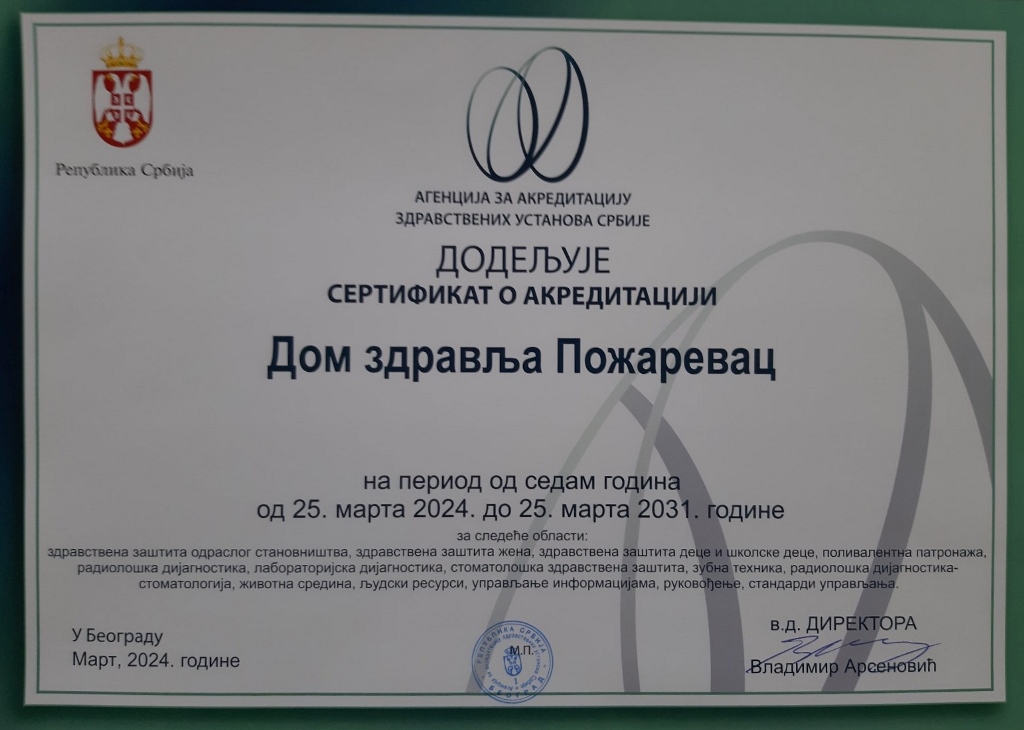 Република Србија
АГЕНЦИЈА ЗА АКРЕДИТАЦИЈУ
ЗДРАВСТВЕНИХ УСТАНОВА СРБИЈЕ
ДОДЕЉУЈЕ
СЕРТИФИКАТ О АКРЕДИТАЦИЈИ
Дом здравља Пожаревац
на период од седам година
од 25. марта 2024. до 25. марта 2031. године
за следеће области:
здравствена заштита одраслог становништва, здравствена заштита жена, здравствена заштита деце и школске деце, поливалентна патронажа,
радиолошка дијагностика, лабораторијска дијагностика, стоматолошка здравствена заштита, зубна техника, радиолошка дијагностика-
стоматологија, животна средина, људски ресурси, управљање информацијама, руковођење, стандарди управљања.
У Београду
Март, 2024. године
М.П.
РЕПУБЛИКА СРБИЈА
БЕОГРАД
в.д. ДИРЕКТОРА
Владимир Арсеновић